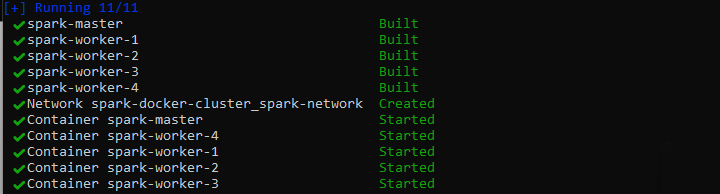 [+] Running 11/11
✔spark-master Built
✔spark-worker-1 Built
✔spark-worker-2 Built
✔spark-worker-3 Built
✔spark-worker-4 Built
✔Network spark-docker-cluster_spark-network Created
✔Container spark-master Started
✔Container spark-worker-4 Started
✔Container spark-worker-1 Started
✔Container spark-worker-2 Started
✔Container spark-worker-3 Started